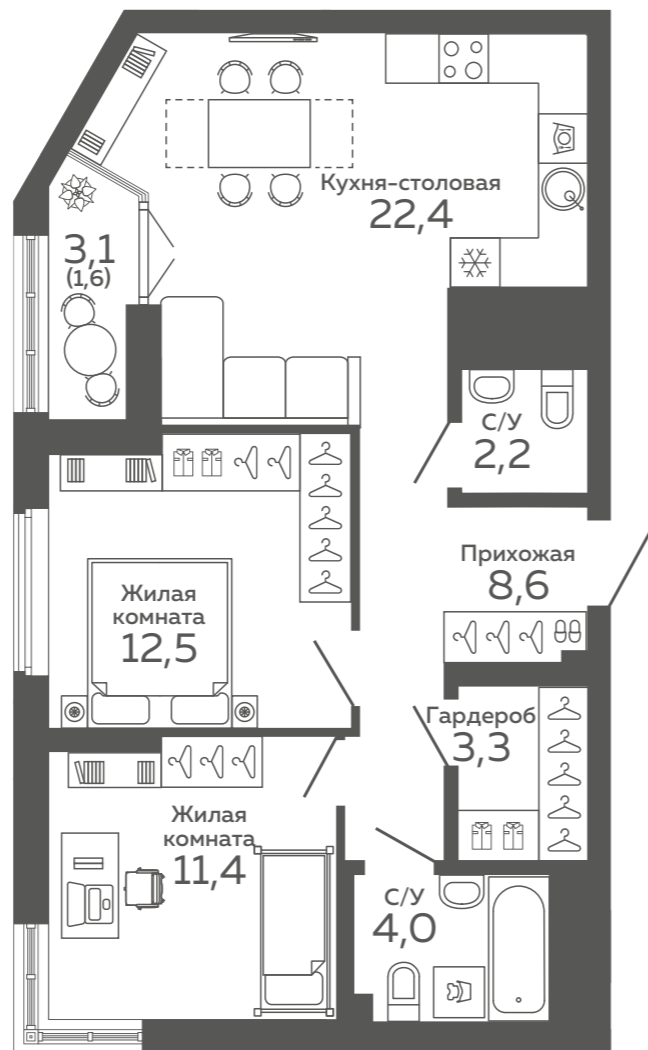 Кухня-столовая
22,4
3,1
(1,6)
С/У
2,2
Прихожая
8,6
Жилая
комната
12,5
Гардероб
3,3
Жилая
комната
11,4
С/У
4,0